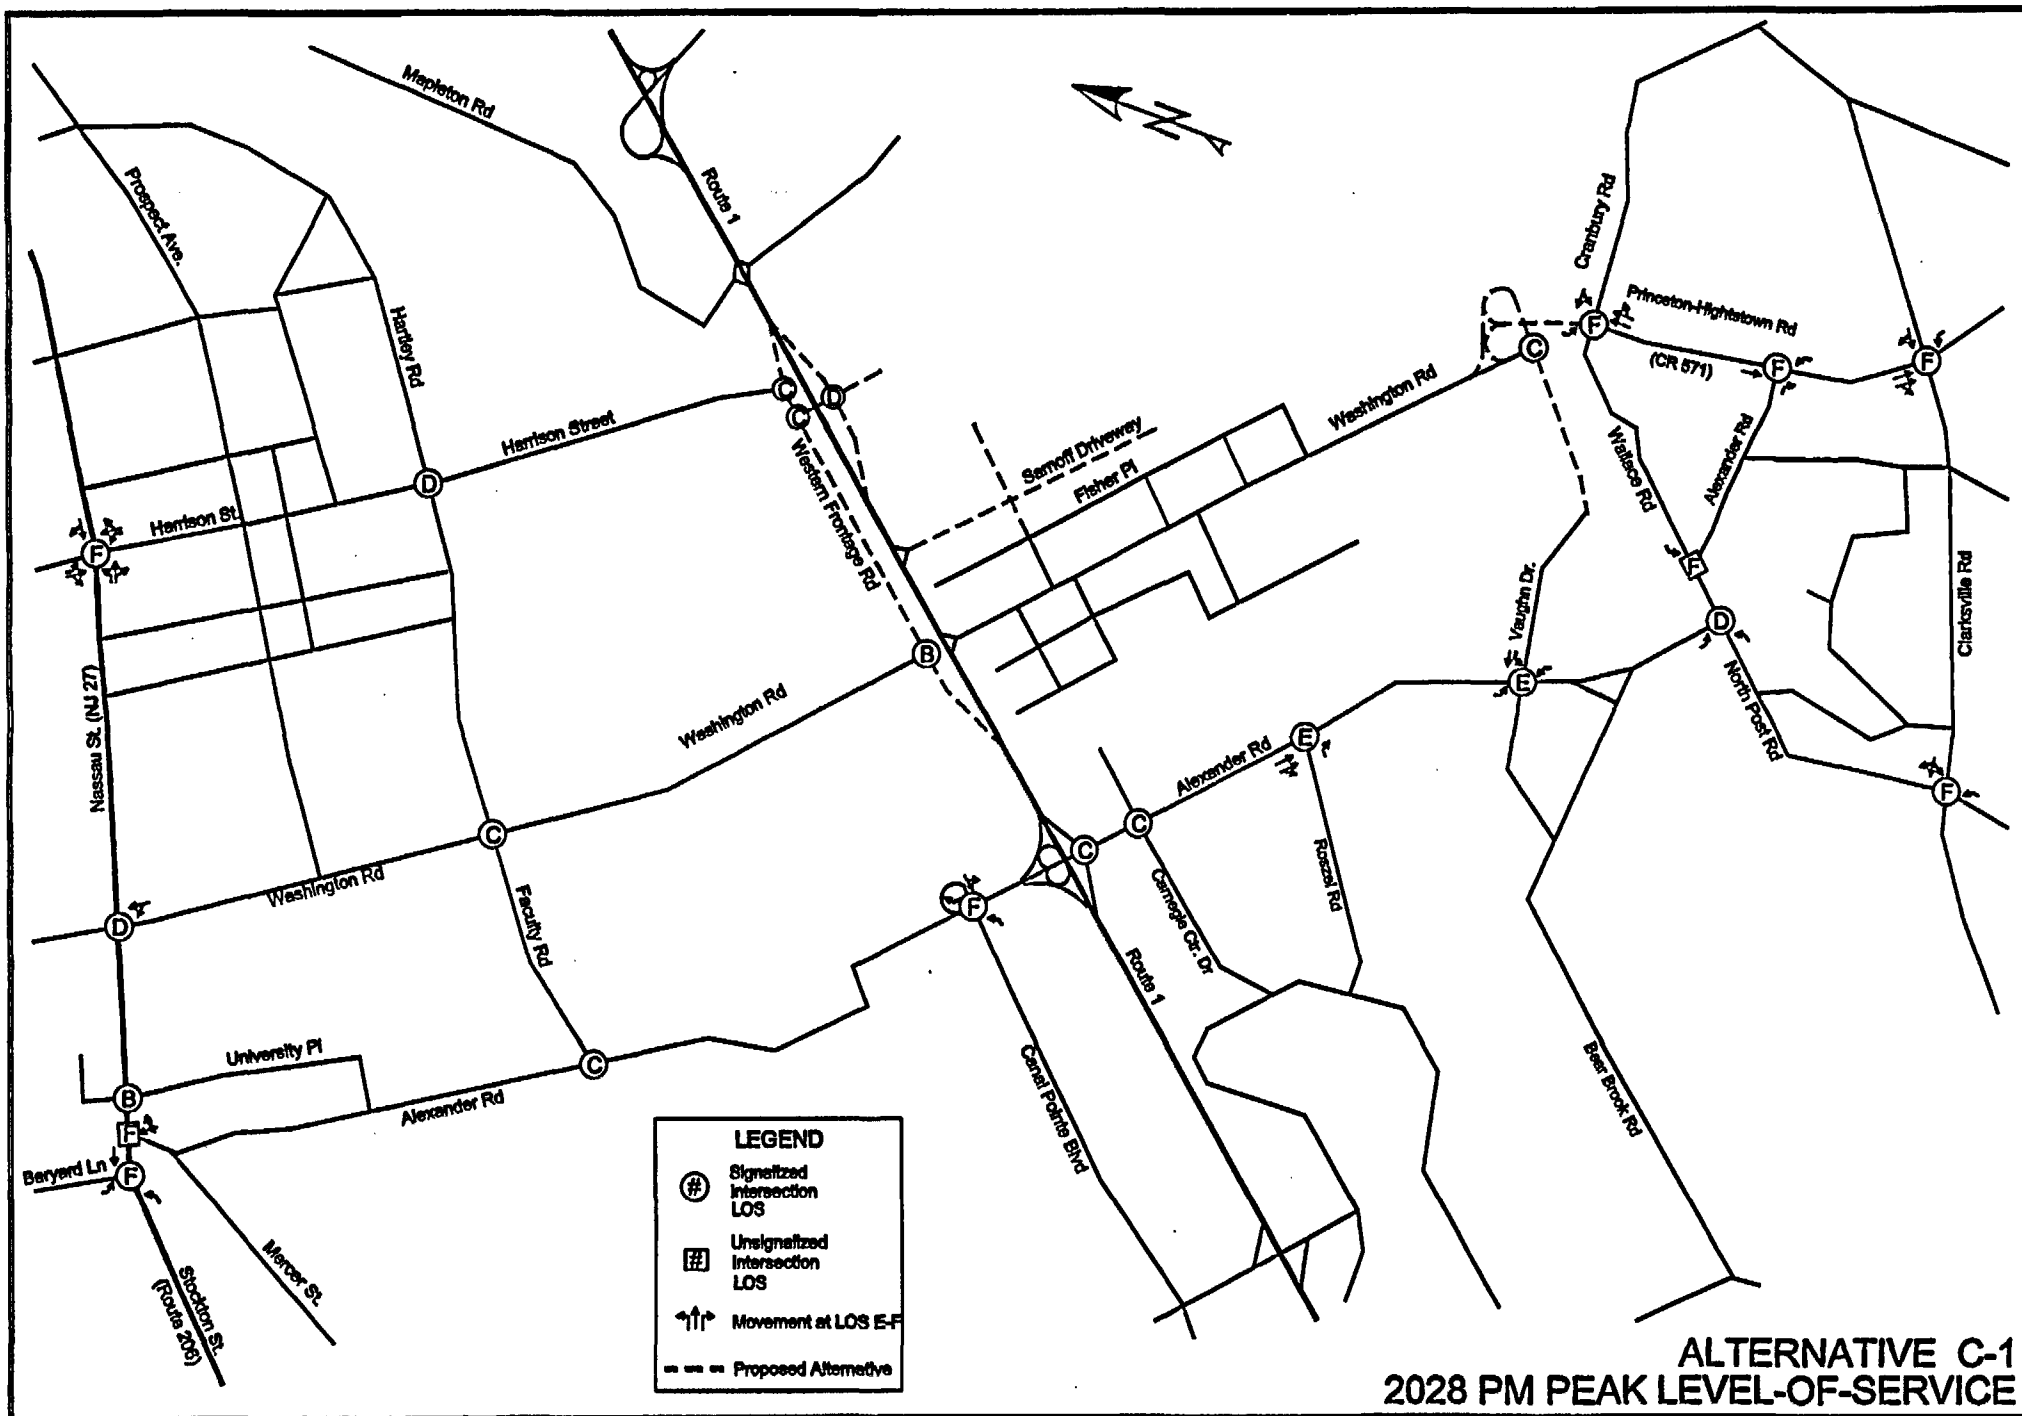 Mapleton Rd
Prospect Ave.
Route 1
N
Cranbury Rd
Princeton-Hightstown Rd
(CR 571)
Hartley Rd
Harrison Street
Harrison St.
Western Frontage Rd
Sarnoff Driveway
Fisher Pl
Washington Rd
Wallace Rd
Alexander Rd
Vaughn Dr.
Clarksville Rd
North Post Rd
Nassau St. (NJ 27)
Washington Rd
Washington Rd
Faculty Rd
Alexander Rd
Roszel Rd
Carnegie Ctr. Dr
Route 1
Canal Pointe Blvd
Bear Brook Rd
University Pl
Alexander Rd
Baryard Ln
Mercer St.
Stockton St.
(Route 206)
C
C
D
C
F
F
F
D
F
F
D
B
E
E
F
C
C
F
C
D
C
B
F
F
LEGEND
# Signalized
Intersection
LOS
# Unsignalized
Intersection
LOS
Movement at LOS E-F
Proposed Alternative
ALTERNATIVE C-1
2028 PM PEAK LEVEL-OF-SERVICE